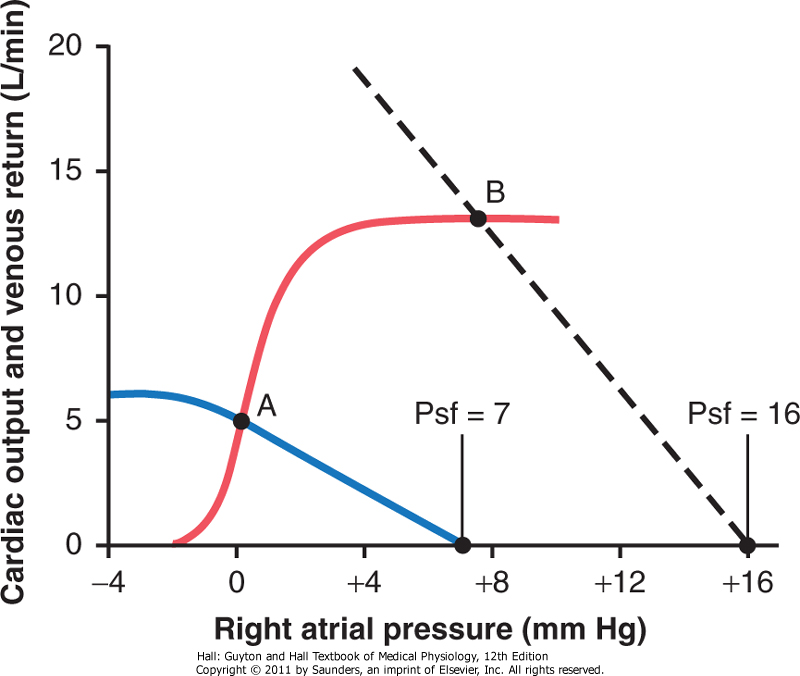 Cardiac output and venous return (L/min)
20
15
10
5
0
B
A
Psf = 7
Psf = 16
−4
0
+4
+8
+12
+16
Right atrial pressure (mm Hg)
Hall: Guyton and Hall Textbook of Medical Physiology, 12th Edition
Copyright © 2011 by Saunders, an imprint of Elsevier, Inc. All rights reserved.